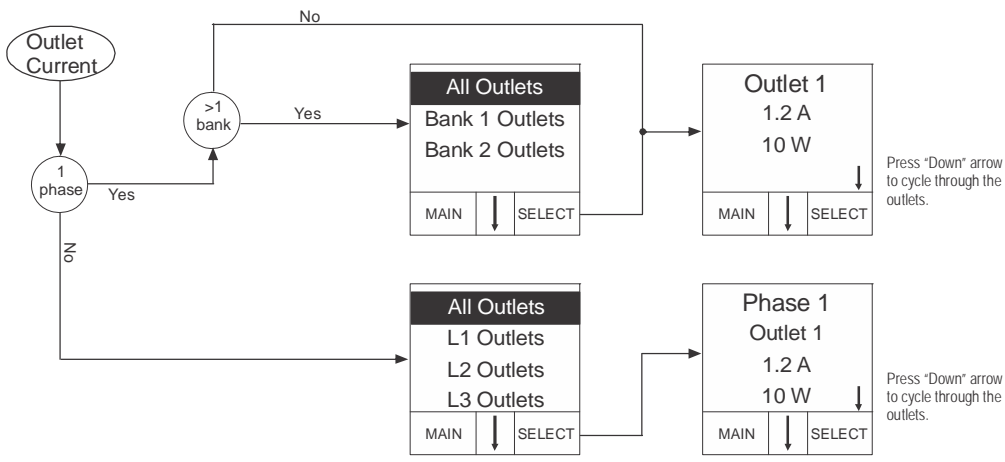 No
Outlet
Current
>1
bank
Yes
All Outlets
Bank 1 Outlets
Bank 2 Outlets
MAIN
SELECT
Outlet 1
1.2 A
10 W
MAIN
SELECT
Press “Down” arrow
to cycle through the
outlets.
1
phase
Yes
No
All Outlets
L1 Outlets
L2 Outlets
L3 Outlets
MAIN
SELECT
Phase 1
Outlet 1
1.2 A
10 W
MAIN
SELECT
Press “Down” arrow
to cycle through the
outlets.